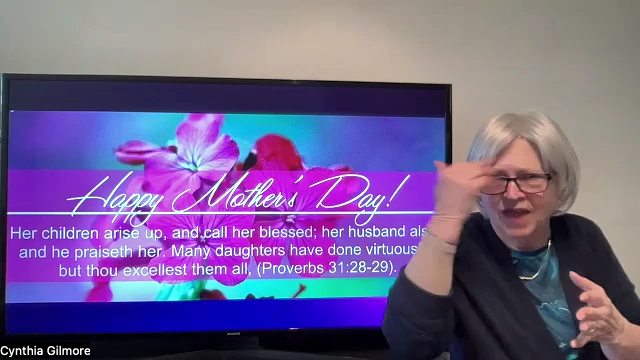 Happy Mother's Day!
Her children arise up, and call her blessed; her husband als
and he praiseth her. Many daughters have done virtuous
but thou excellest them all, (Proverbs 31:28-29).
Cynthia Gilmore